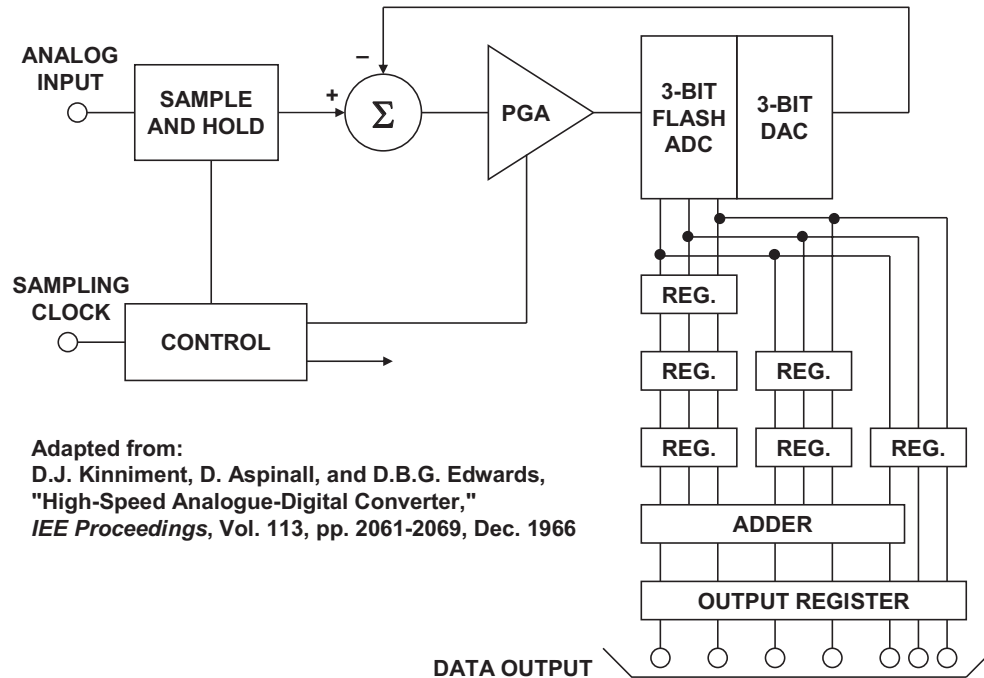 ANALOG
INPUT
SAMPLE
AND HOLD
+
–
Σ
PGA
3-BIT
FLASH
ADC
3-BIT
DAC
SAMPLING
CLOCK
CONTROL
REG.
REG.
REG.
REG.
REG.
REG.
ADDER
OUTPUT REGISTER
DATA OUTPUT
Adapted from:
D.J. Kinniment, D. Aspinall, and D.B.G. Edwards,
"High-Speed Analogue-Digital Converter,"
IEE Proceedings, Vol. 113, pp. 2061-2069, Dec. 1966